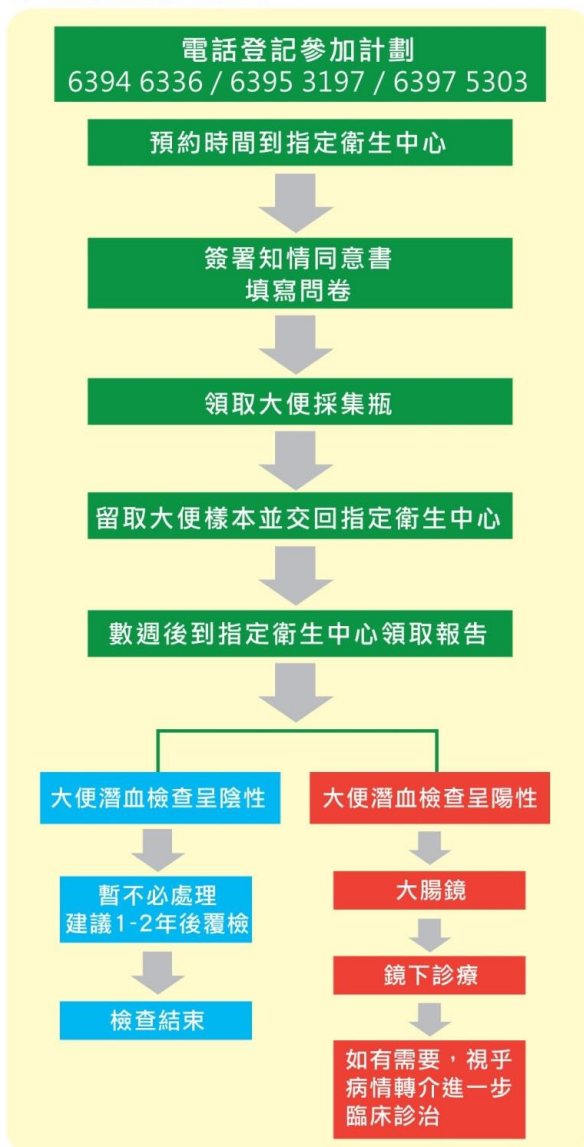 電話登記參加計劃
6394 6336 / 6395 3197 / 6397 5303
預約時間到指定衛生中心
簽署知情同意書
填寫問卷
領取大便採集瓶
留取大便樣本並交回指定衛生中心
數週後到指定衛生中心領取報告
大便潛血檢查呈陰性
暫不必處理
建議1-2年後覆檢
檢查結束
大便潛血檢查呈陽性
大腸鏡
鏡下診療
如有需要，視乎
病情轉介進一步
臨床診治